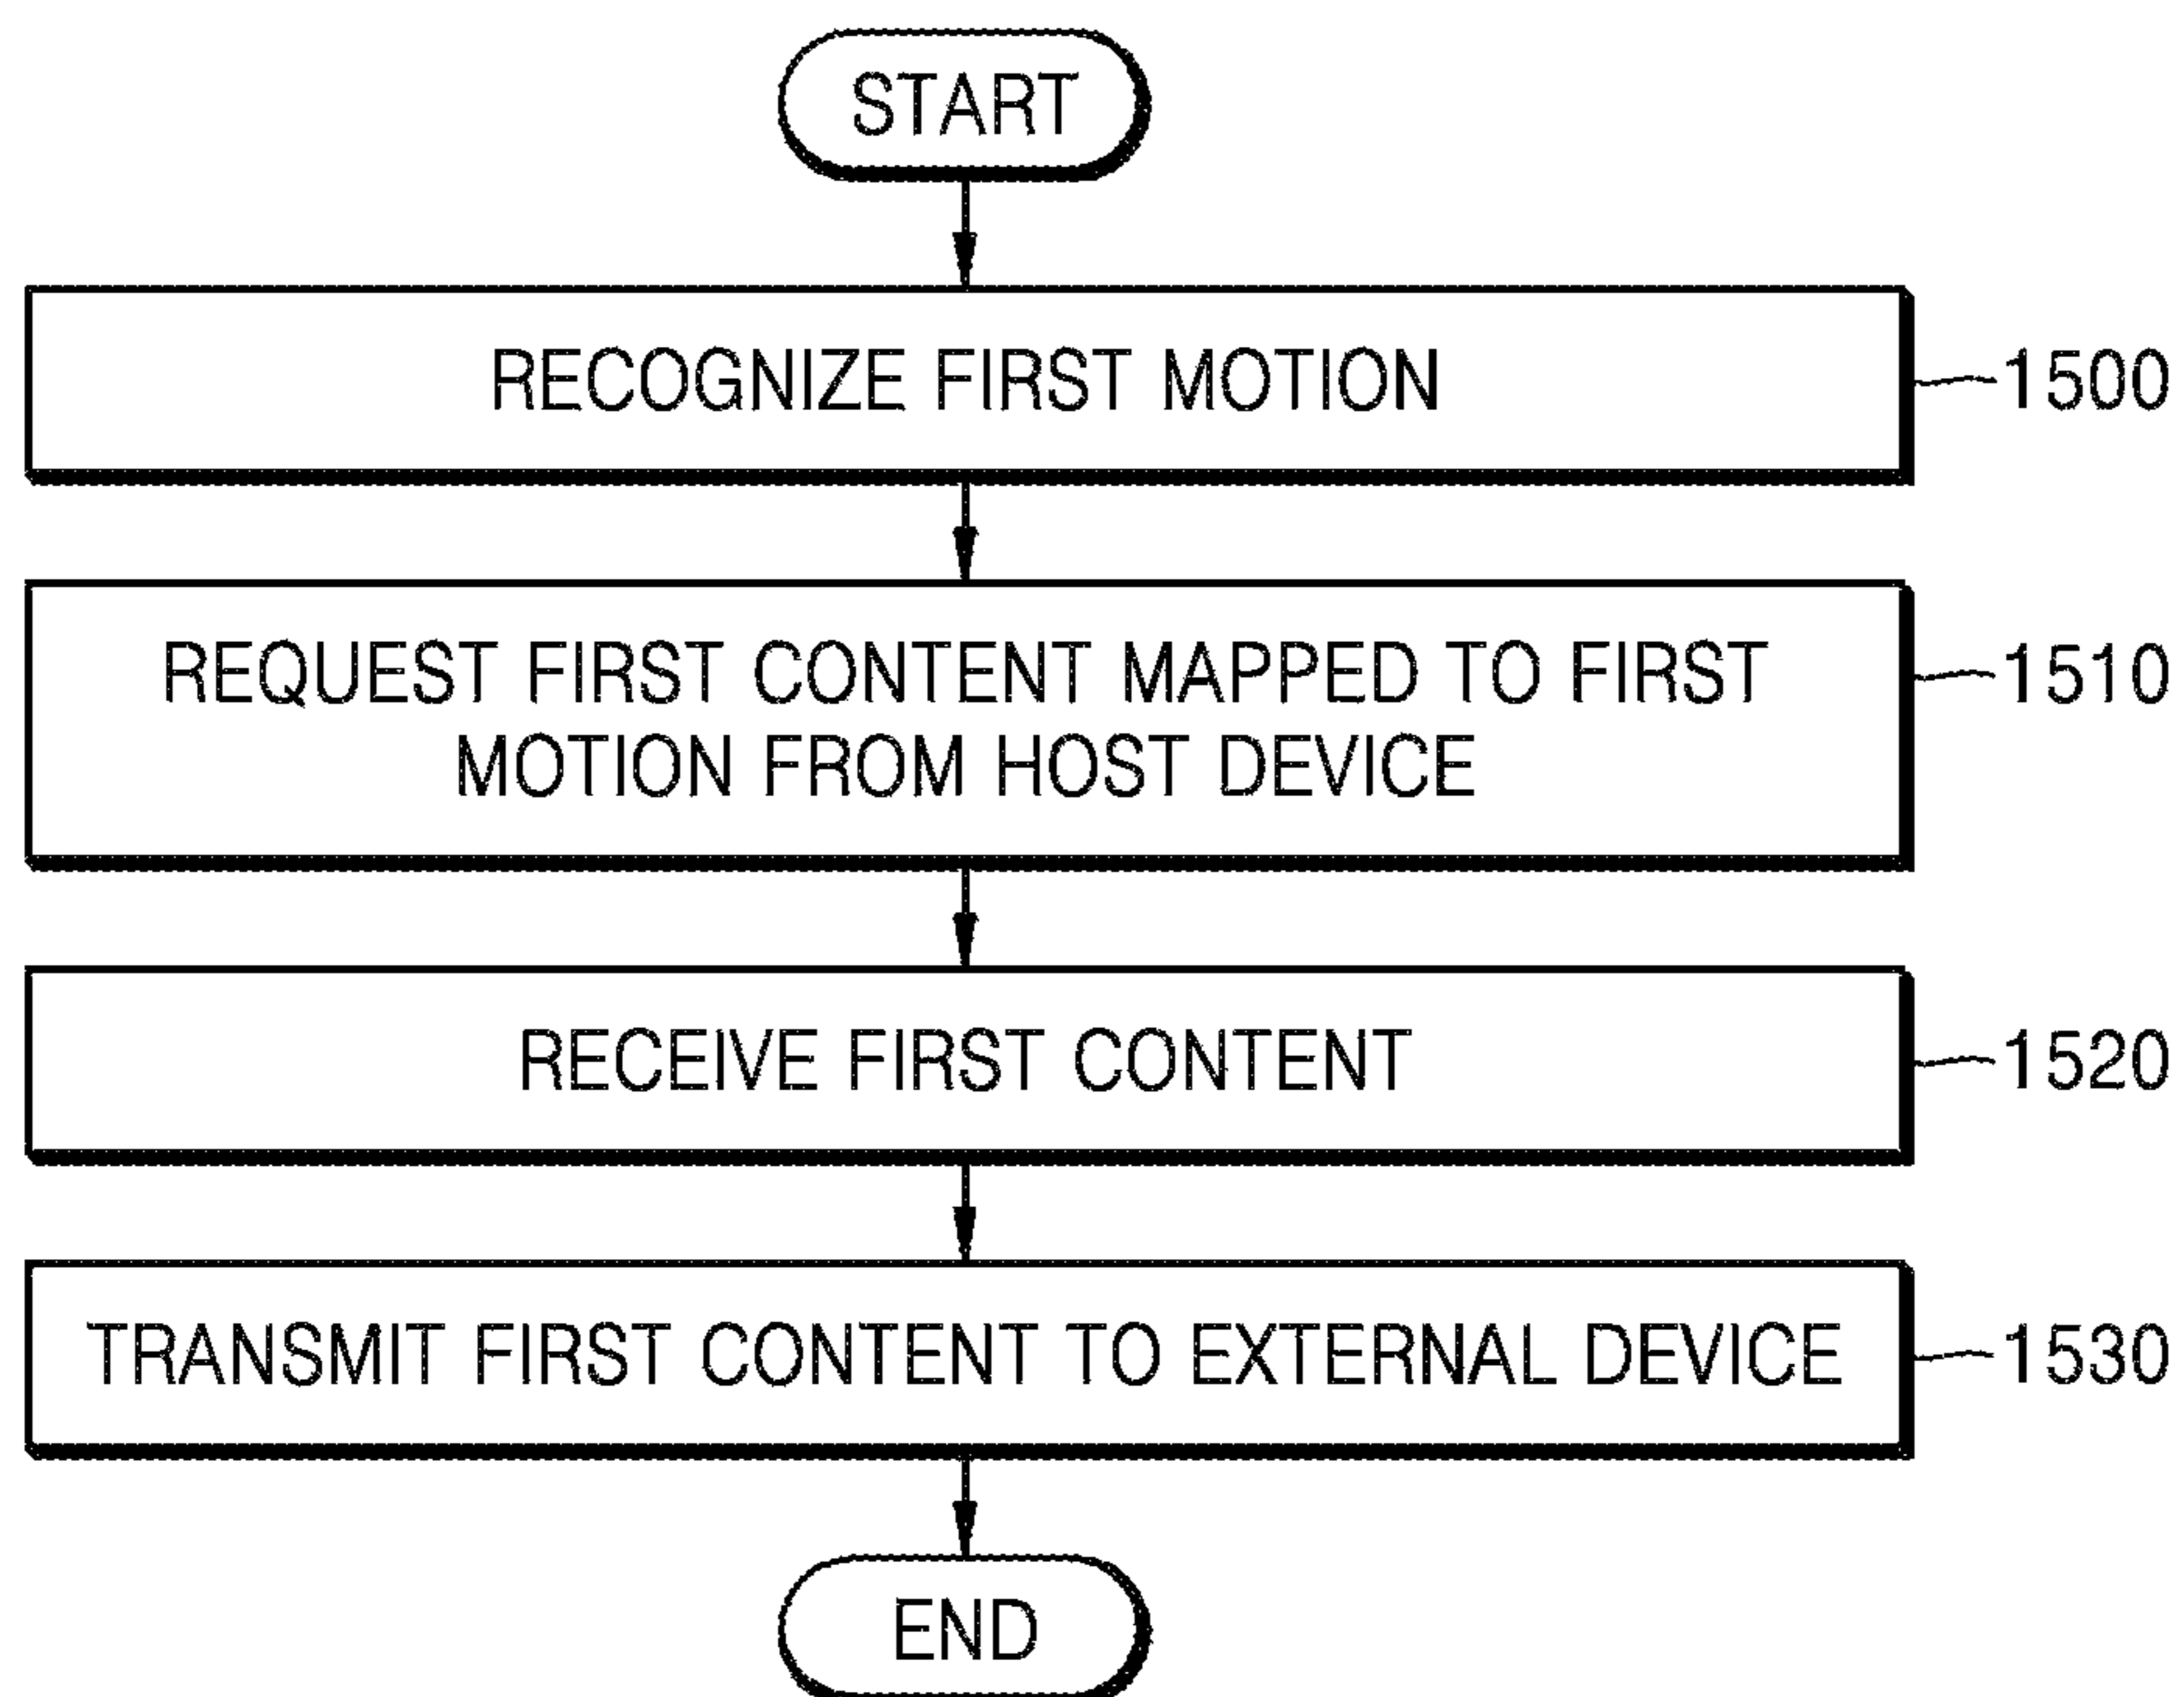 START
RECOGNIZE FIRST MOTION
1500
REQUEST FIRST CONTENT MAPPED TO FIRST
MOTION FROM HOST DEVICE
1510
RECEIVE FIRST CONTENT
1520
TRANSMIT FIRST CONTENT TO EXTERNAL DEVICE
1530
END